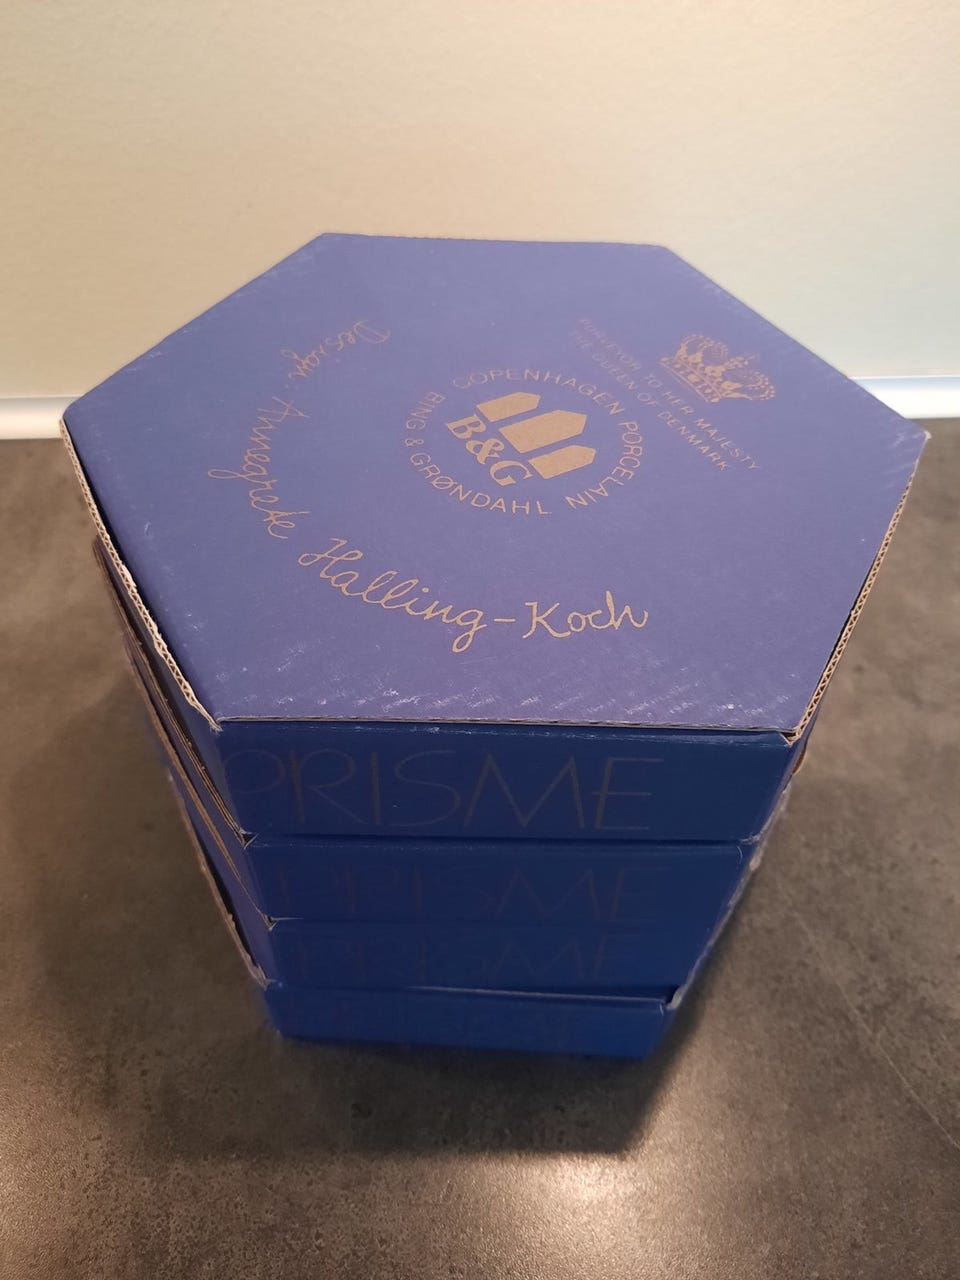 PURVEYOR TO HER MAJESTY
THE QUEEN OF DENMARK
COPENHAGEN PORCELAIN
BING & GRØNDAHL
B&G
Design: Annegrete Halling-Koch
PRISME
PRISME
PRISME